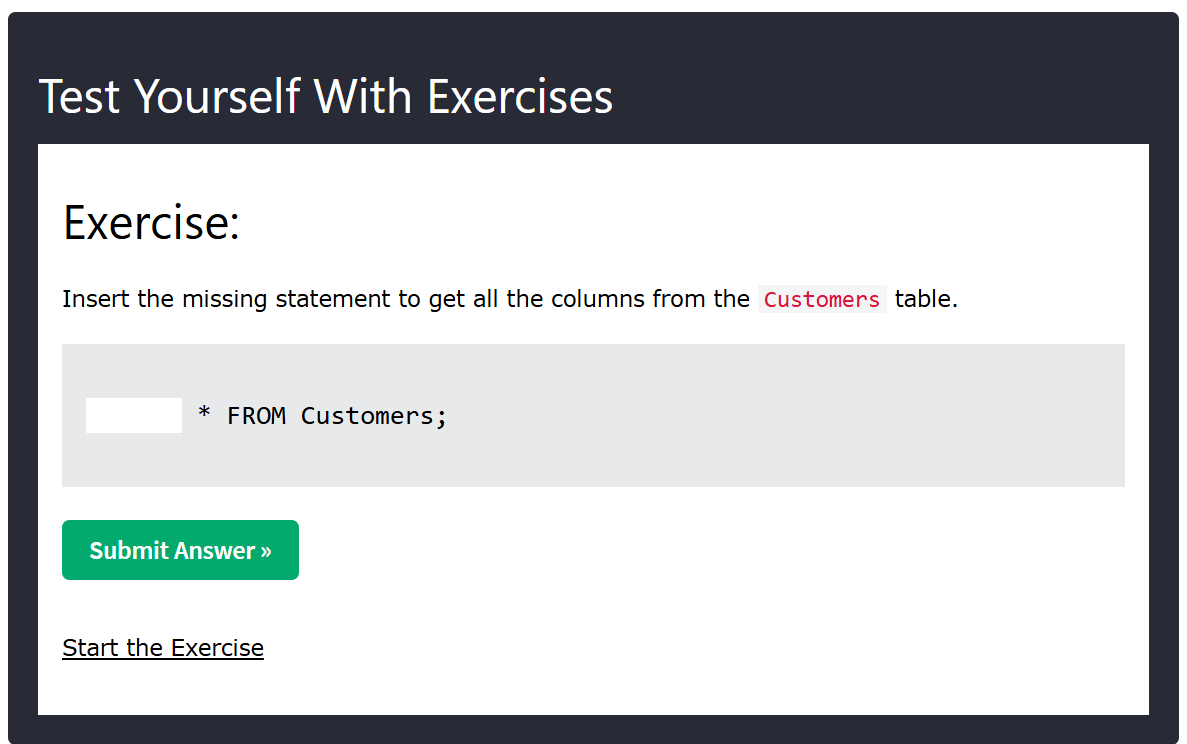 Test Yourself With Exercises
Exercise:
Insert the missing statement to get all the columns from the Customers table.
* FROM Customers;
Submit Answer »
Start the Exercise